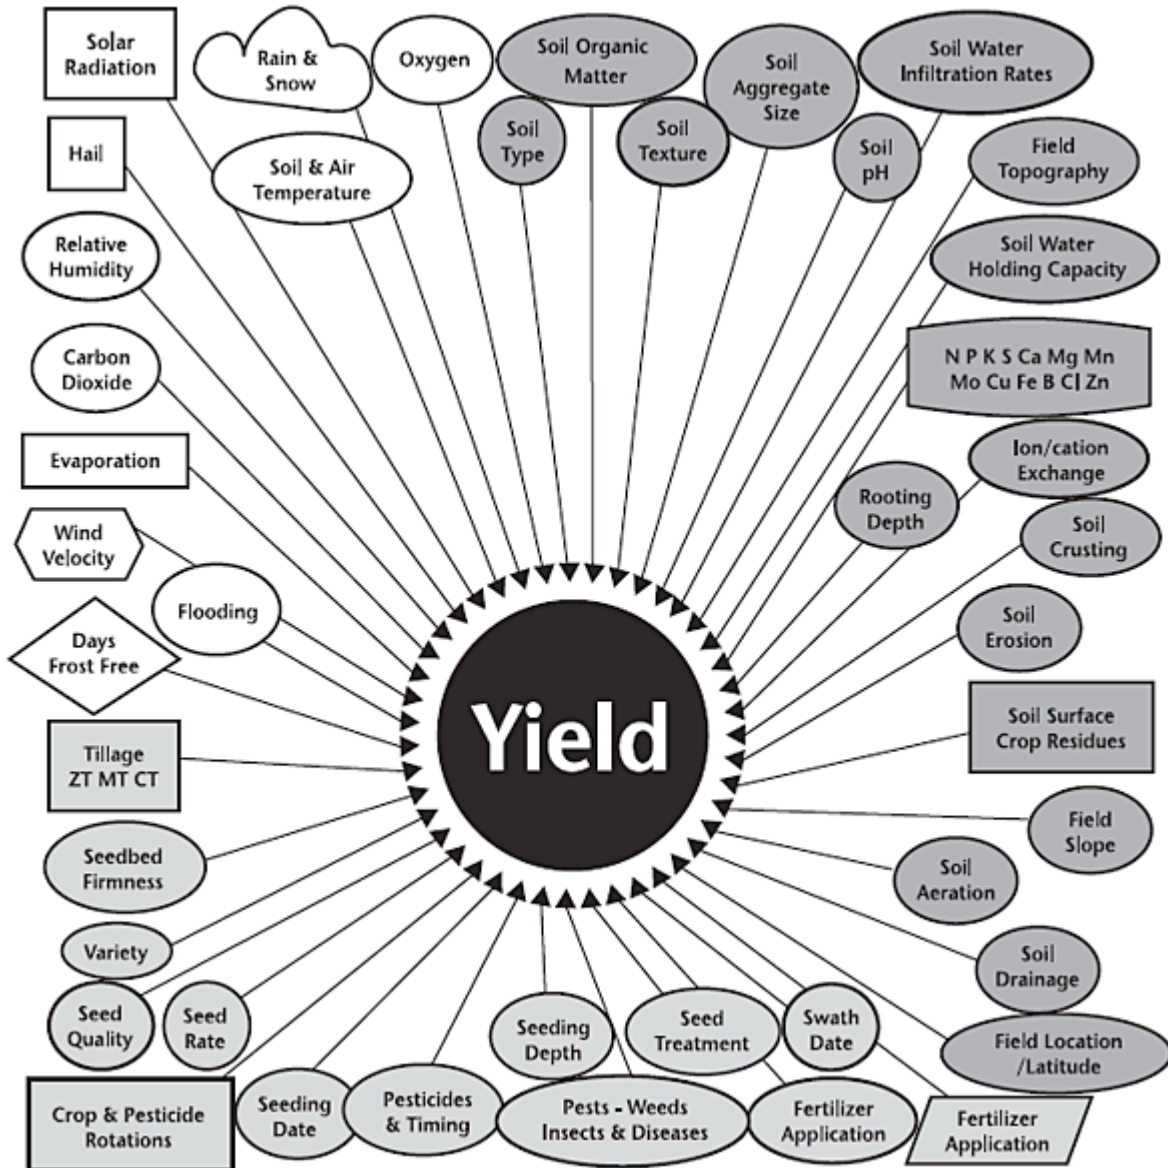 Solar
Radiation
Rain &
Snow
Oxygen
Soil Organic
Matter
Soil
Aggregate
Size
Soil Water
Infiltration Rates
Hail
Soil & Air
Temperature
Soil
Type
Soil
Texture
Soil
pH
Field
Topography
Relative
Humidity
Soil Water
Holding Capacity
Carbon
Dioxide
N P K S Ca Mg Mn
Mo Cu Fe B Cl Zn
Evaporation
Ion/cation
Exchange
Rooting
Depth
Wind
Velocity
Soil
Crusting
Flooding
Days
Frost Free
Soil
Erosion
Yield
Tillage
ZT MT CT
Soil Surface
Crop Residues
Seedbed
Firmness
Field
Slope
Soil
Aeration
Variety
Soil
Drainage
Seed
Quality
Seed
Rate
Seeding
Depth
Seed
Treatment
Swath
Date
Field Location
/Latitude
Crop & Pesticide
Rotations
Seeding
Date
Pesticides
& Timing
Pests - Weeds
Insects & Diseases
Fertilizer
Application
Fertilizer
Application